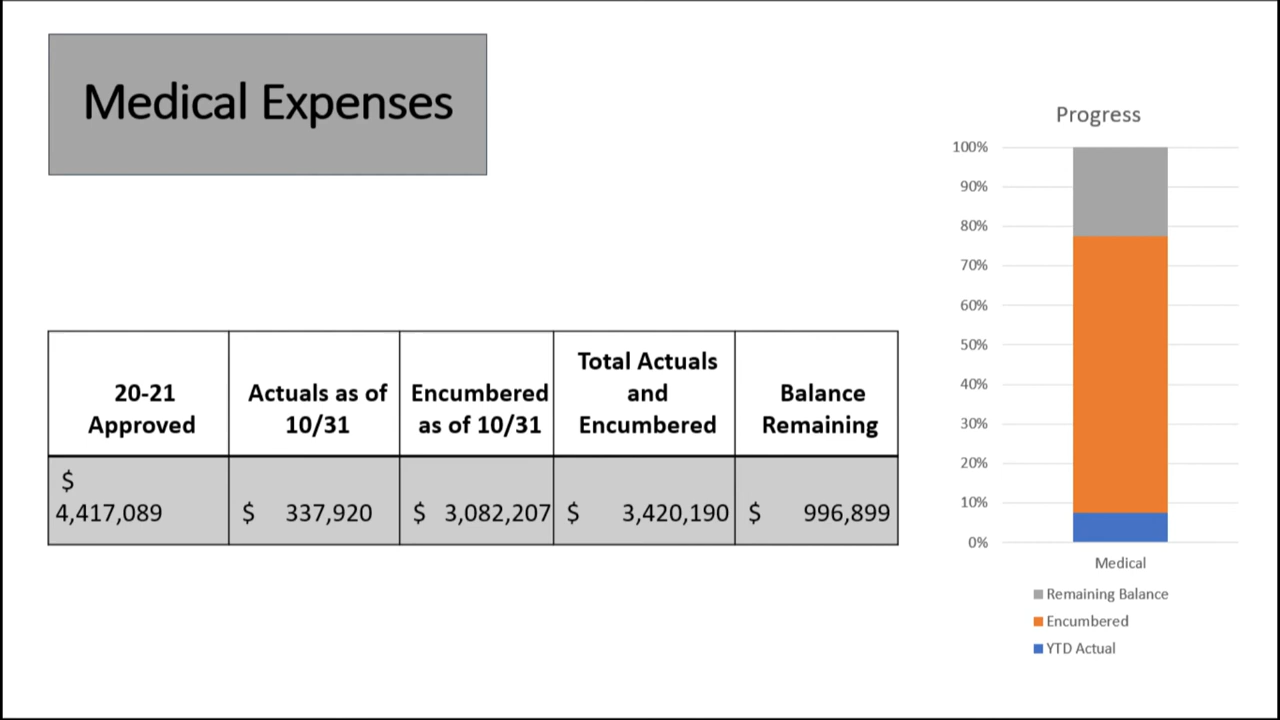 Medical Expenses
Progress
100%
90%
80%
70%
60%
50%
40%
30%
20%
10%
0%
Medical
Remaining Balance
Encumbered
YTD Actual
20-21 Approved | Actuals as of 10/31 | Encumbered as of 10/31 | Total Actuals and Encumbered | Balance Remaining
$ 4,417,089 | $ 337,920 | $ 3,082,207 | $ 3,420,190 | $ 996,899